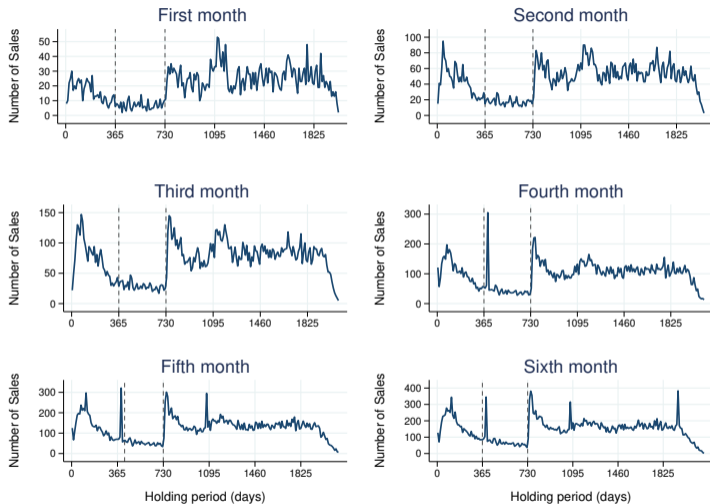 First month
Number of Sales
50
40
30
20
10
0
0 365 730 1095 1460 1825
Second month
Number of Sales
100
80
60
40
20
0
0 365 730 1095 1460 1825
Third month
Number of Sales
150
100
50
0
0 365 730 1095 1460 1825
Fourth month
Number of Sales
300
200
100
0
0 365 730 1095 1460 1825
Fifth month
Number of Sales
300
200
100
0
0 365 730 1095 1460 1825
Holding period (days)
Sixth month
Number of Sales
400
300
200
100
0
0 365 730 1095 1460 1825
Holding period (days)